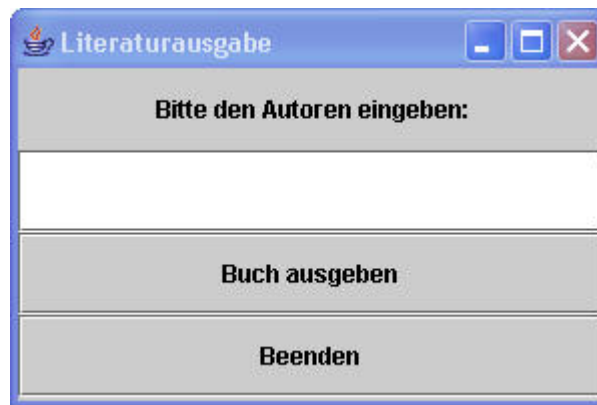 Literaturausgabe
Bitte den Autoren eingeben:
Buch ausgeben
Beenden